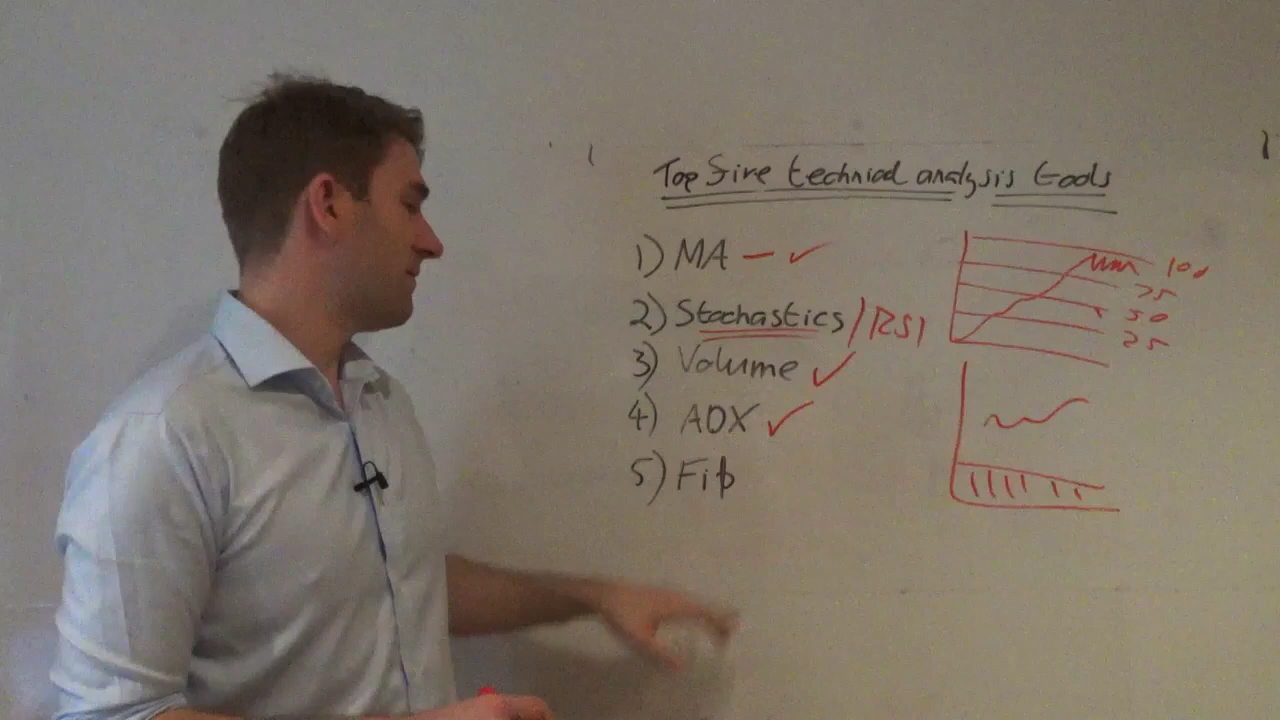 Top five technical analysis tools
1) MA - ✓
2) Stochastics / RSI
3) Volume ✓
4) ADX ✓
5) Fib
100
75
50
25